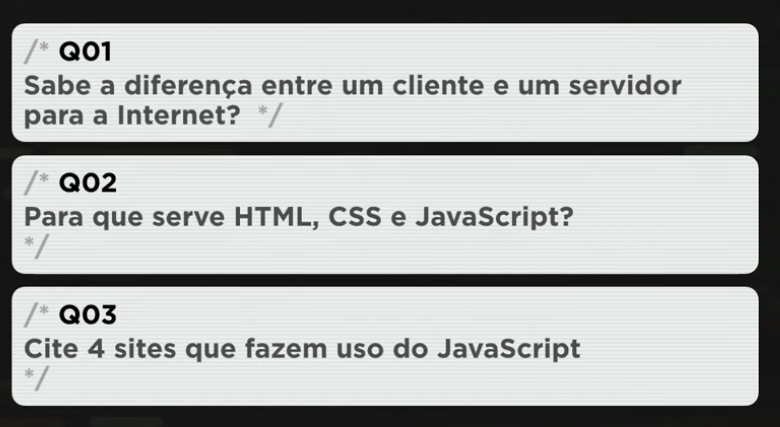 /* Q01
Sabe a diferença entre um cliente e um servidor
para a Internet? */
/* Q02
Para que serve HTML, CSS e JavaScript?
*/
/* Q03
Cite 4 sites que fazem uso do JavaScript
*/